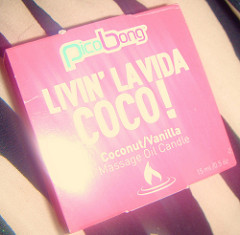 PicoBong
LIVIN' LA VIDA
COCO!
Coconut/Vanilla
Massage Oil Candle